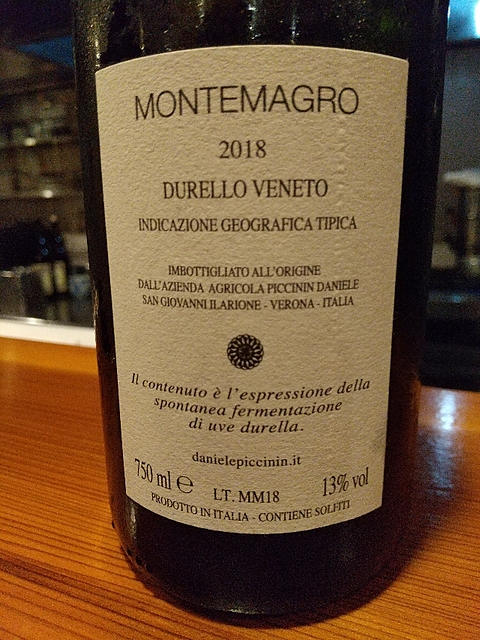 MONTEMAGRO
2018
DURELLO VENETO
INDICAZIONE GEOGRAFICA TIPICA
IMBOTTIGLIATO ALL'ORIGINE
DALL'AZIENDA AGRICOLA PICCININ DANIELE
SAN GIOVANNI ILARIONE - VERONA - ITALIA
Il contenuto è l'espressione della
spontanea fermentazione
di uve durella.
danielepiccinin.it
750 ml ℮ LT. MM18 13% vol
PRODOTTO IN ITALIA - CONTIENE SOLFITI